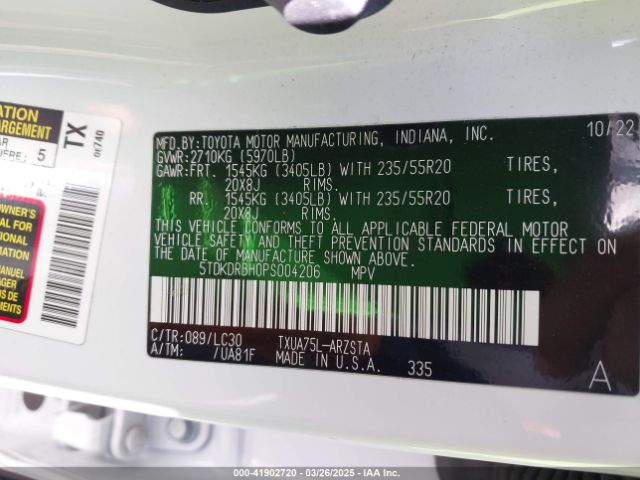 MFD.BY:TOYOTA MOTOR MANUFACTURING, INDIANA, INC. 10/22
GVWR:2710KG (5970LB)
GAWR:FRT. 1545KG (3405LB) WITH 235/55R20 TIRES,
20X8J RIMS.
RR. 1545KG (3405LB) WITH 235/55R20 TIRES,
20X8J RIMS.
THIS VEHICLE CONFORMS TO ALL APPLICABLE FEDERAL MOTOR
VEHICLE SAFETY AND THEFT PREVENTION STANDARDS IN EFFECT ON
THE DATE OF MANUFACTURE SHOWN ABOVE.
5TDKDRBH0PS004206 MPV
C/TR:089/LC30 TXUA75L-ARZSTA
A/TM: /UA81F MADE IN U.S.A. 335 A
TX
0E740
5
OWNER'S
MANUAL
000-41902720 — 03/26/2025 — IAA Inc.